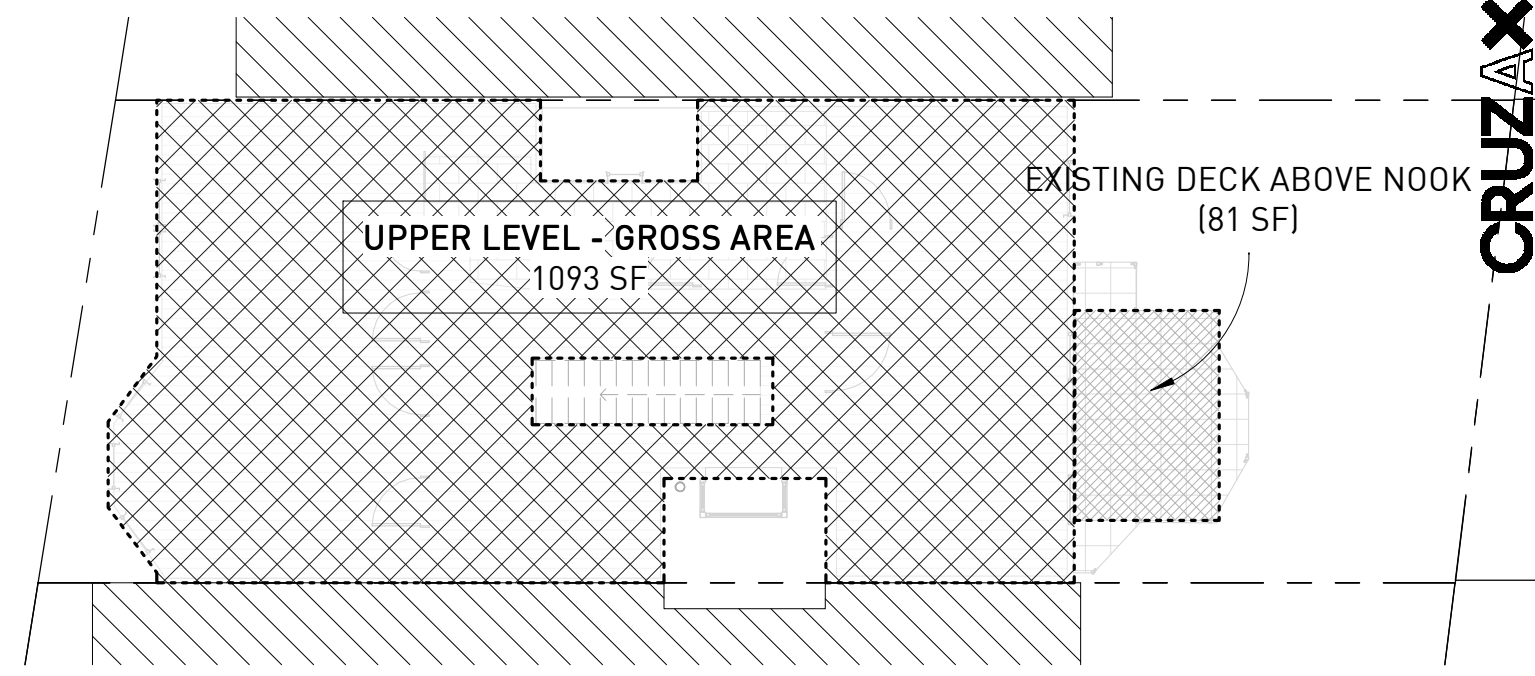 UPPER LEVEL - GROSS AREA
1093 SF
EXISTING DECK ABOVE NOOK
(81 SF)
CRUZAX